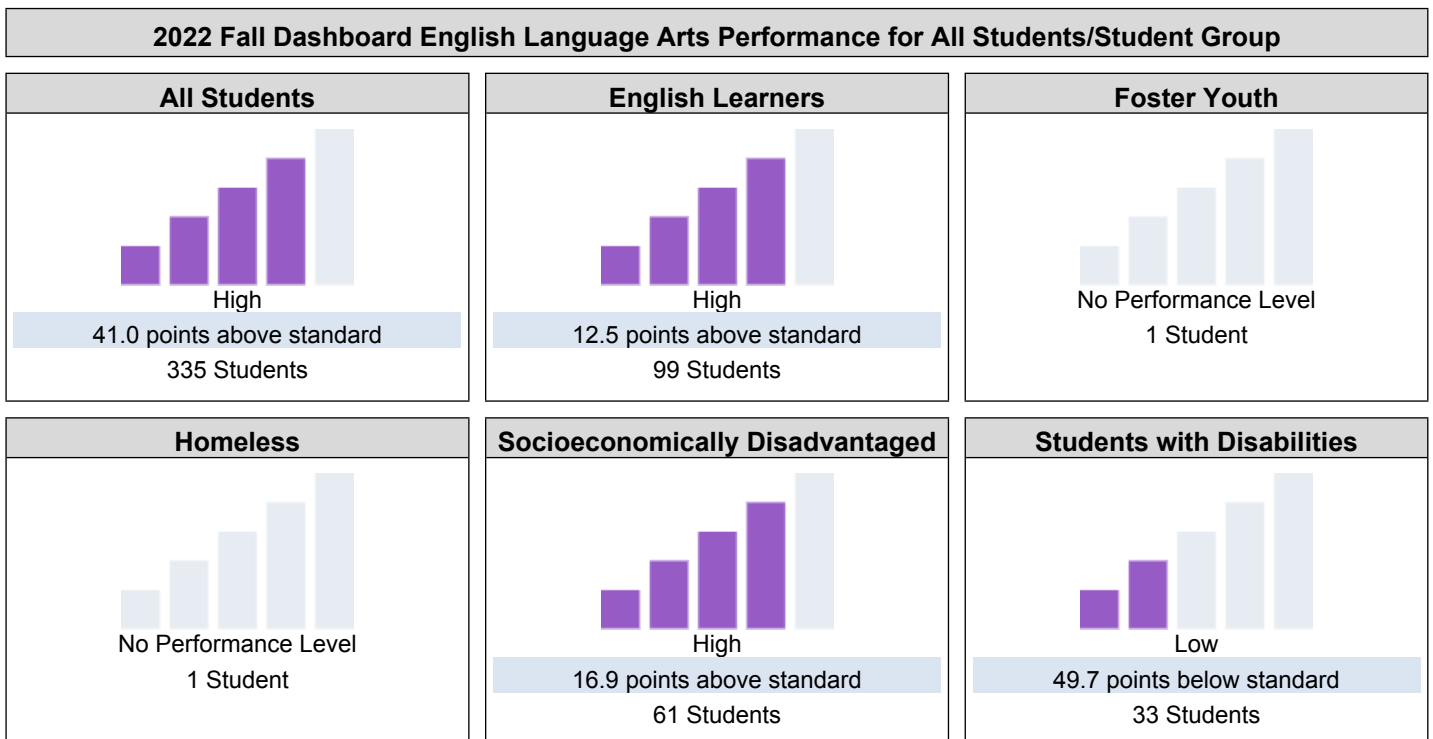 2022 Fall Dashboard English Language Arts Performance for All Students/Student Group
All Students
High
41.0 points above standard
335 Students
English Learners
High
12.5 points above standard
99 Students
Foster Youth
No Performance Level
1 Student
Homeless
No Performance Level
1 Student
Socioeconomically Disadvantaged
High
16.9 points above standard
61 Students
Students with Disabilities
Low
49.7 points below standard
33 Students